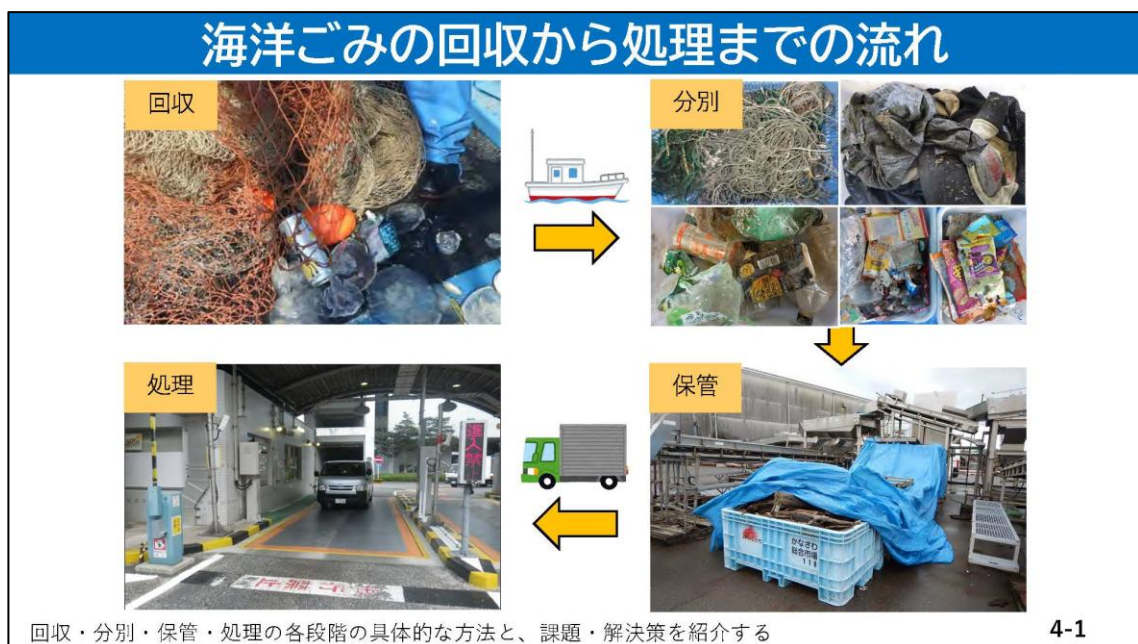 海洋ごみの回収から処理までの流れ
回収
分別
保管
かなざわ
総合市場
処理
進入禁
回収・分別・保管・処理の各段階の具体的な方法と、課題・解決策を紹介する
4-1